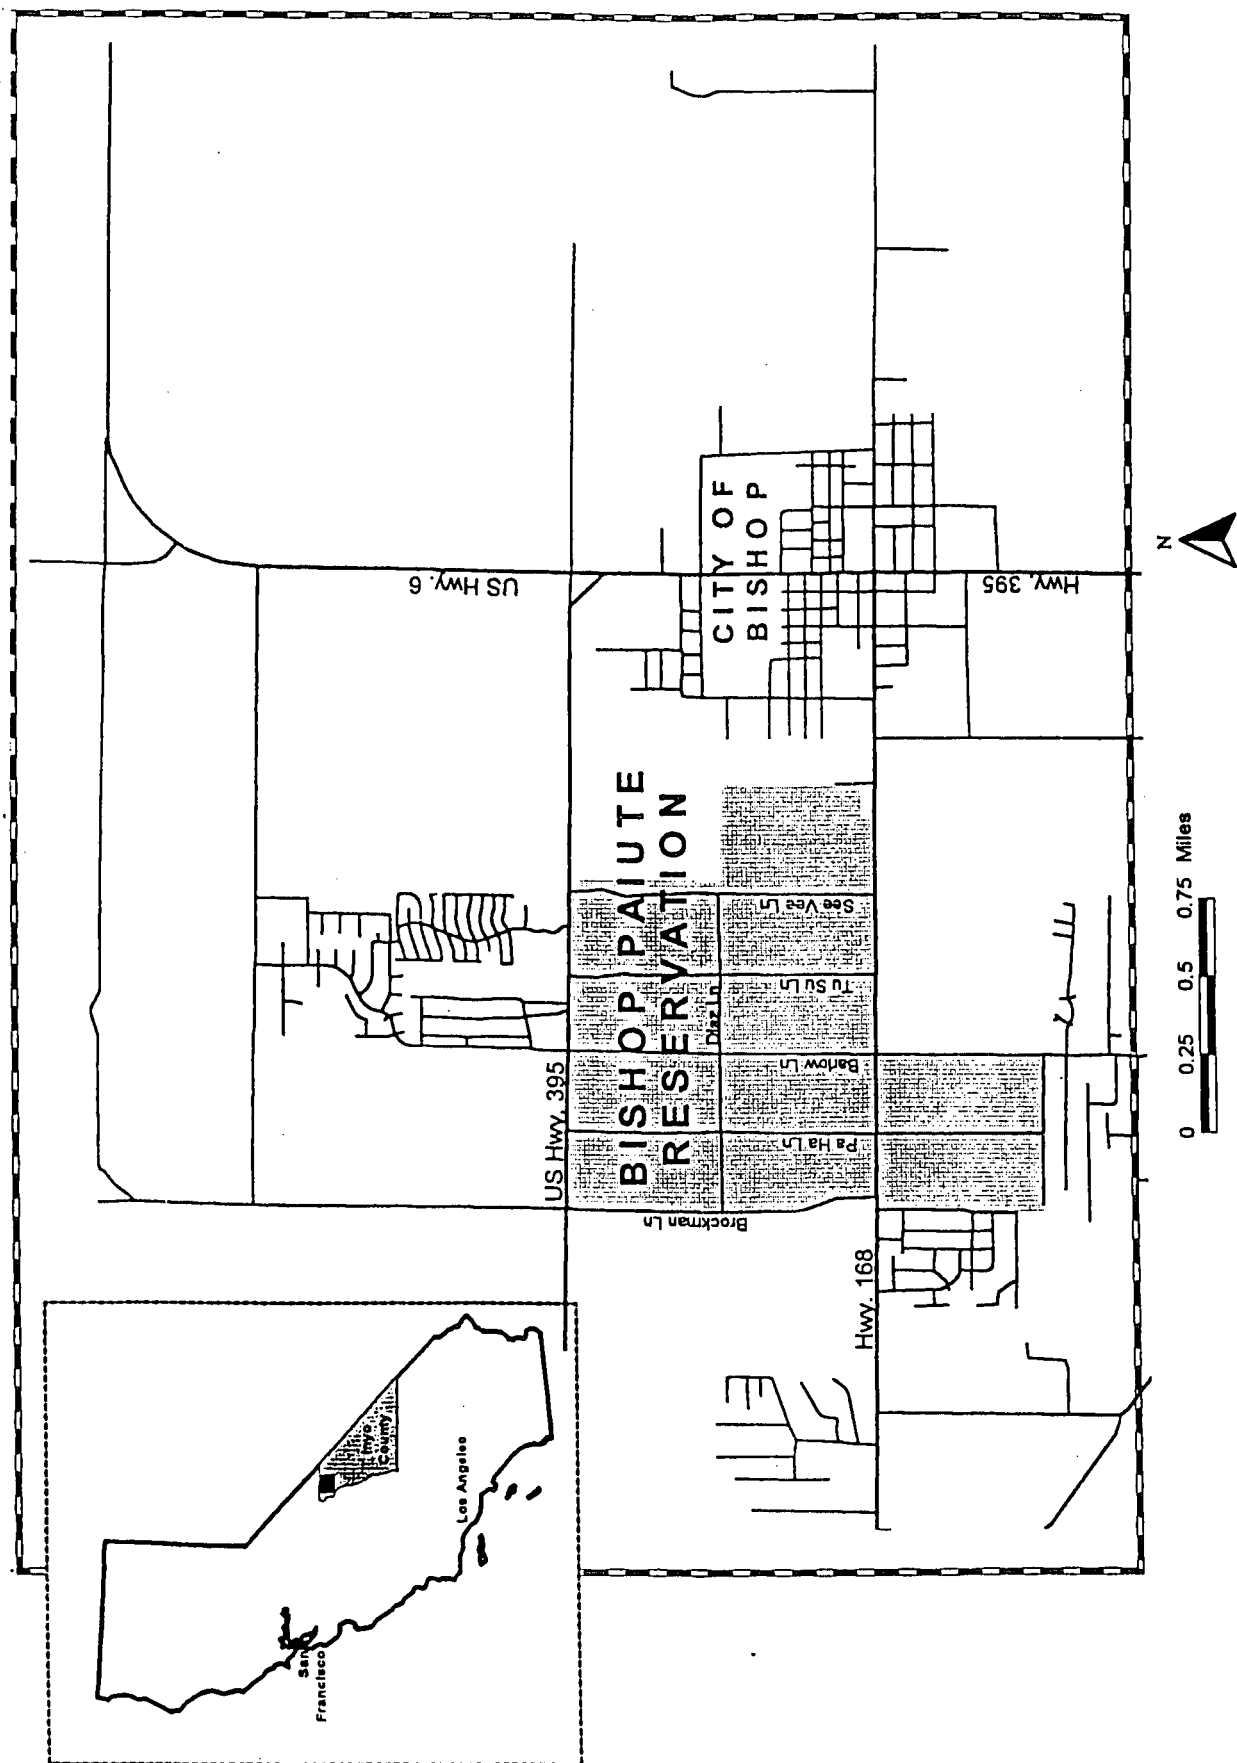 San
Francisco
Los Angeles
Inyo
County
US Hwy. 6
US Hwy. 395
BISHOP PAIUTE
RESERVATION
CITY OF
BISHOP
Diaz Ln
Brockman Ln
Pa Ha Ln
Barlow Ln
Tu Su Ln
See Vee Ln
Hwy. 168
Hwy. 395
0 0.25 0.5 0.75 Miles
N